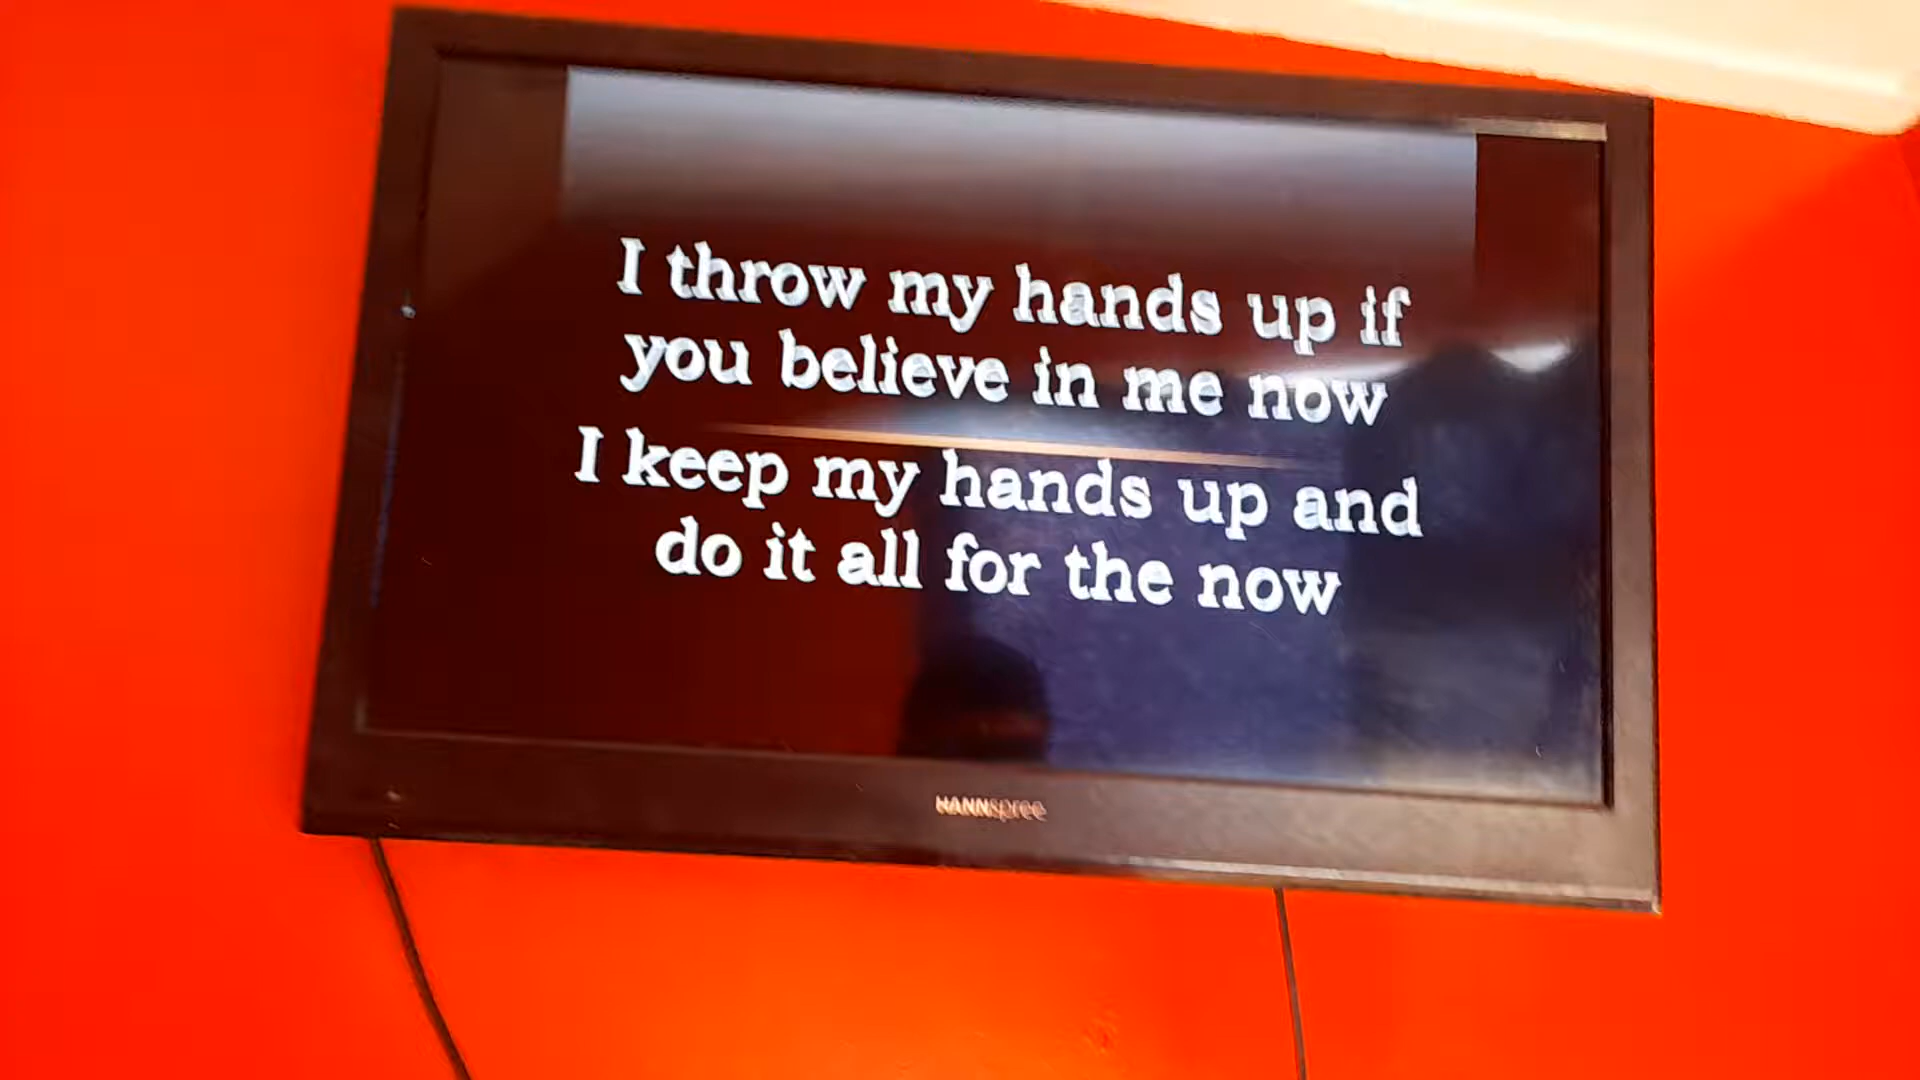 I throw my hands up if
you believe in me now
I keep my hands up and
do it all for the now
HANNspree